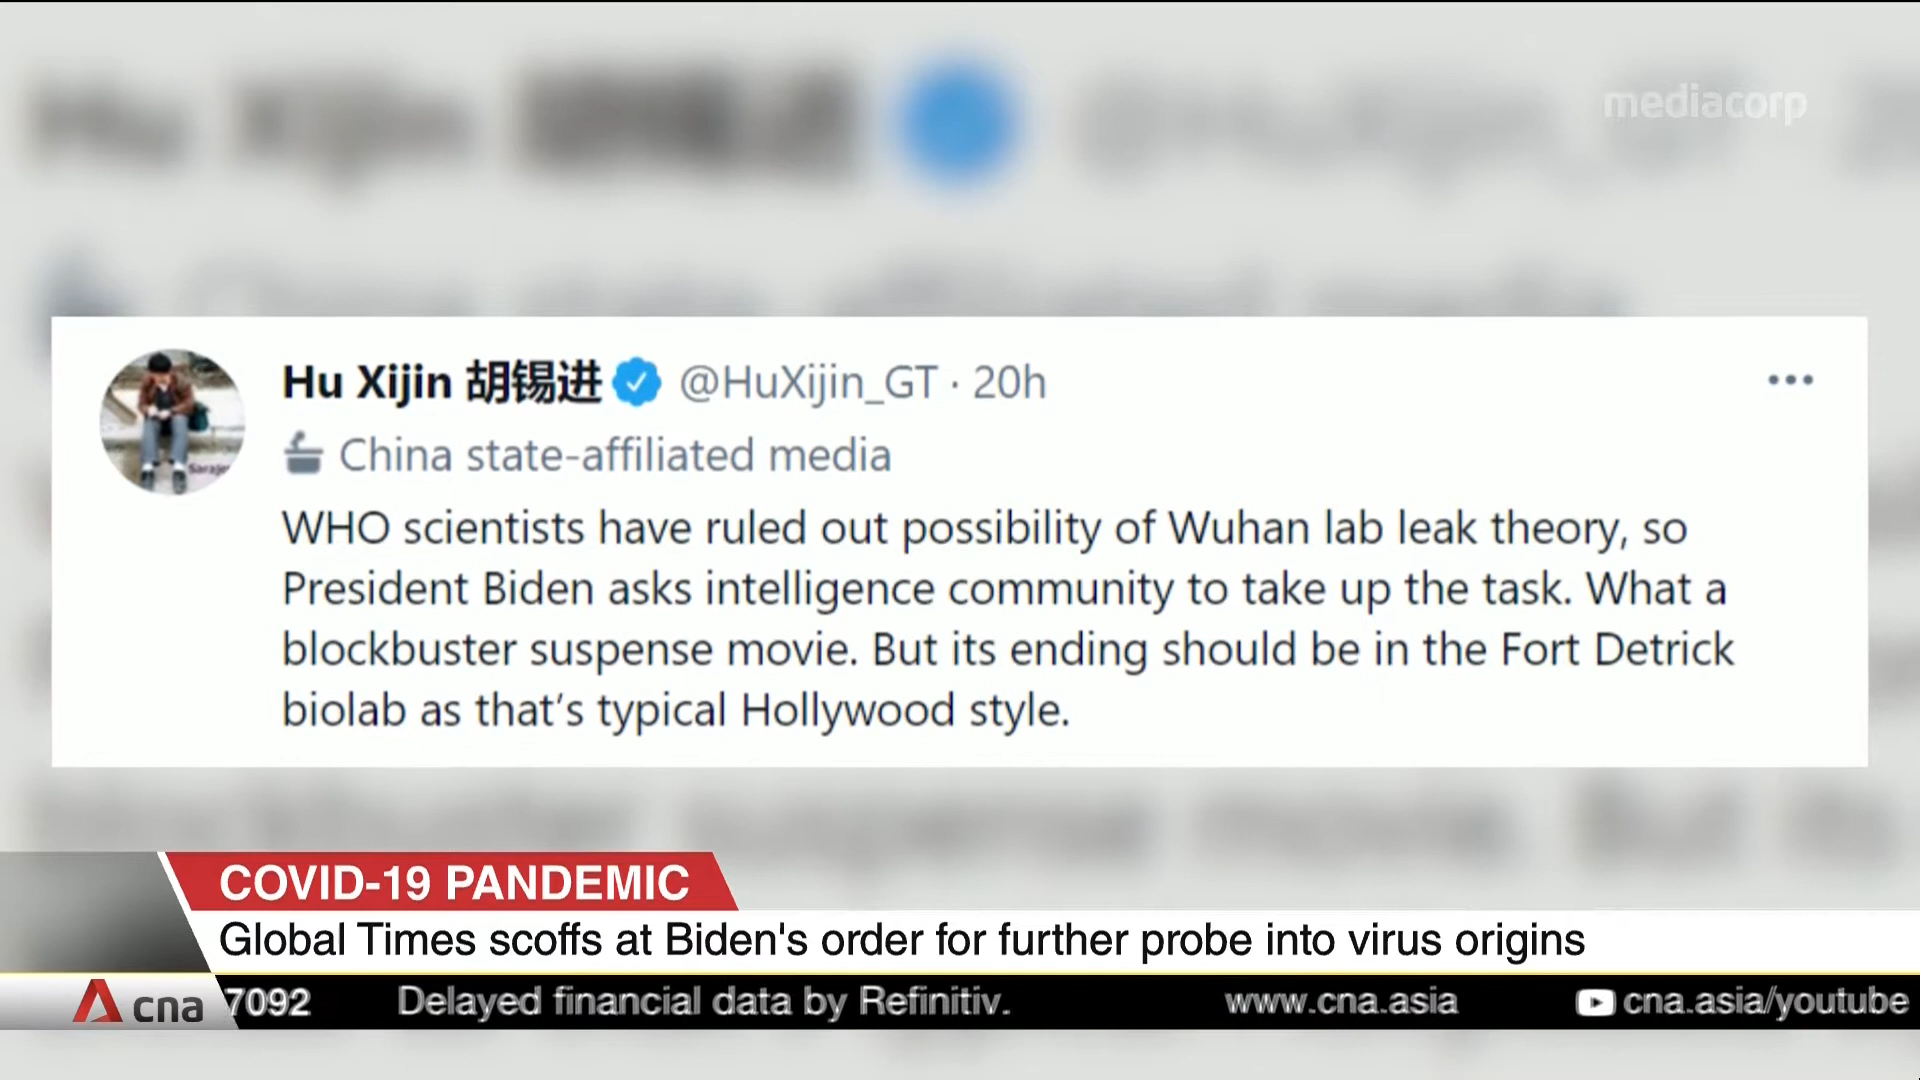 mediacorp
Hu Xijin 胡锡进 @HuXijin_GT · 20h
China state-affiliated media
WHO scientists have ruled out possibility of Wuhan lab leak theory, so
President Biden asks intelligence community to take up the task. What a
blockbuster suspense movie. But its ending should be in the Fort Detrick
biolab as that's typical Hollywood style.
COVID-19 PANDEMIC
Global Times scoffs at Biden's order for further probe into virus origins
cna 7092 Delayed financial data by Refinitiv. www.cna.asia cna.asia/youtube